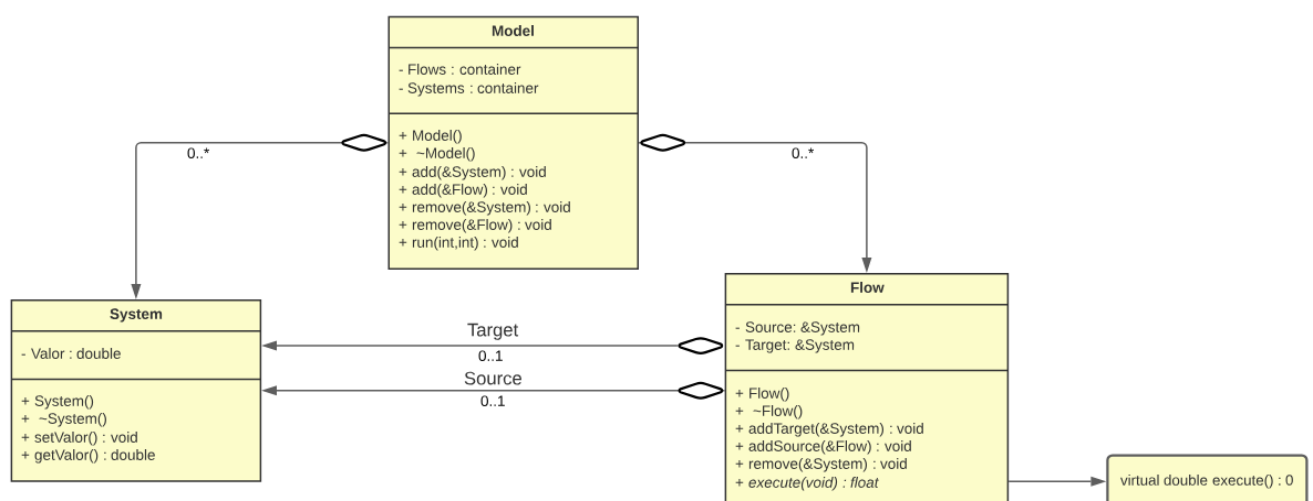 Model
- Flows : container
- Systems : container
+ Model()
+ ~Model()
+ add(&System) : void
+ add(&Flow) : void
+ remove(&System) : void
+ remove(&Flow) : void
+ run(int,int) : void
0..*
0..*
System
- Valor : double
+ System()
+ ~System()
+ setValor() : void
+ getValor() : double
Target
0..1
Source
0..1
Flow
- Source: &System
- Target: &System
+ Flow()
+ ~Flow()
+ addTarget(&System) : void
+ addSource(&Flow) : void
+ remove(&System) : void
+ execute(void) : float
virtual double execute() : 0